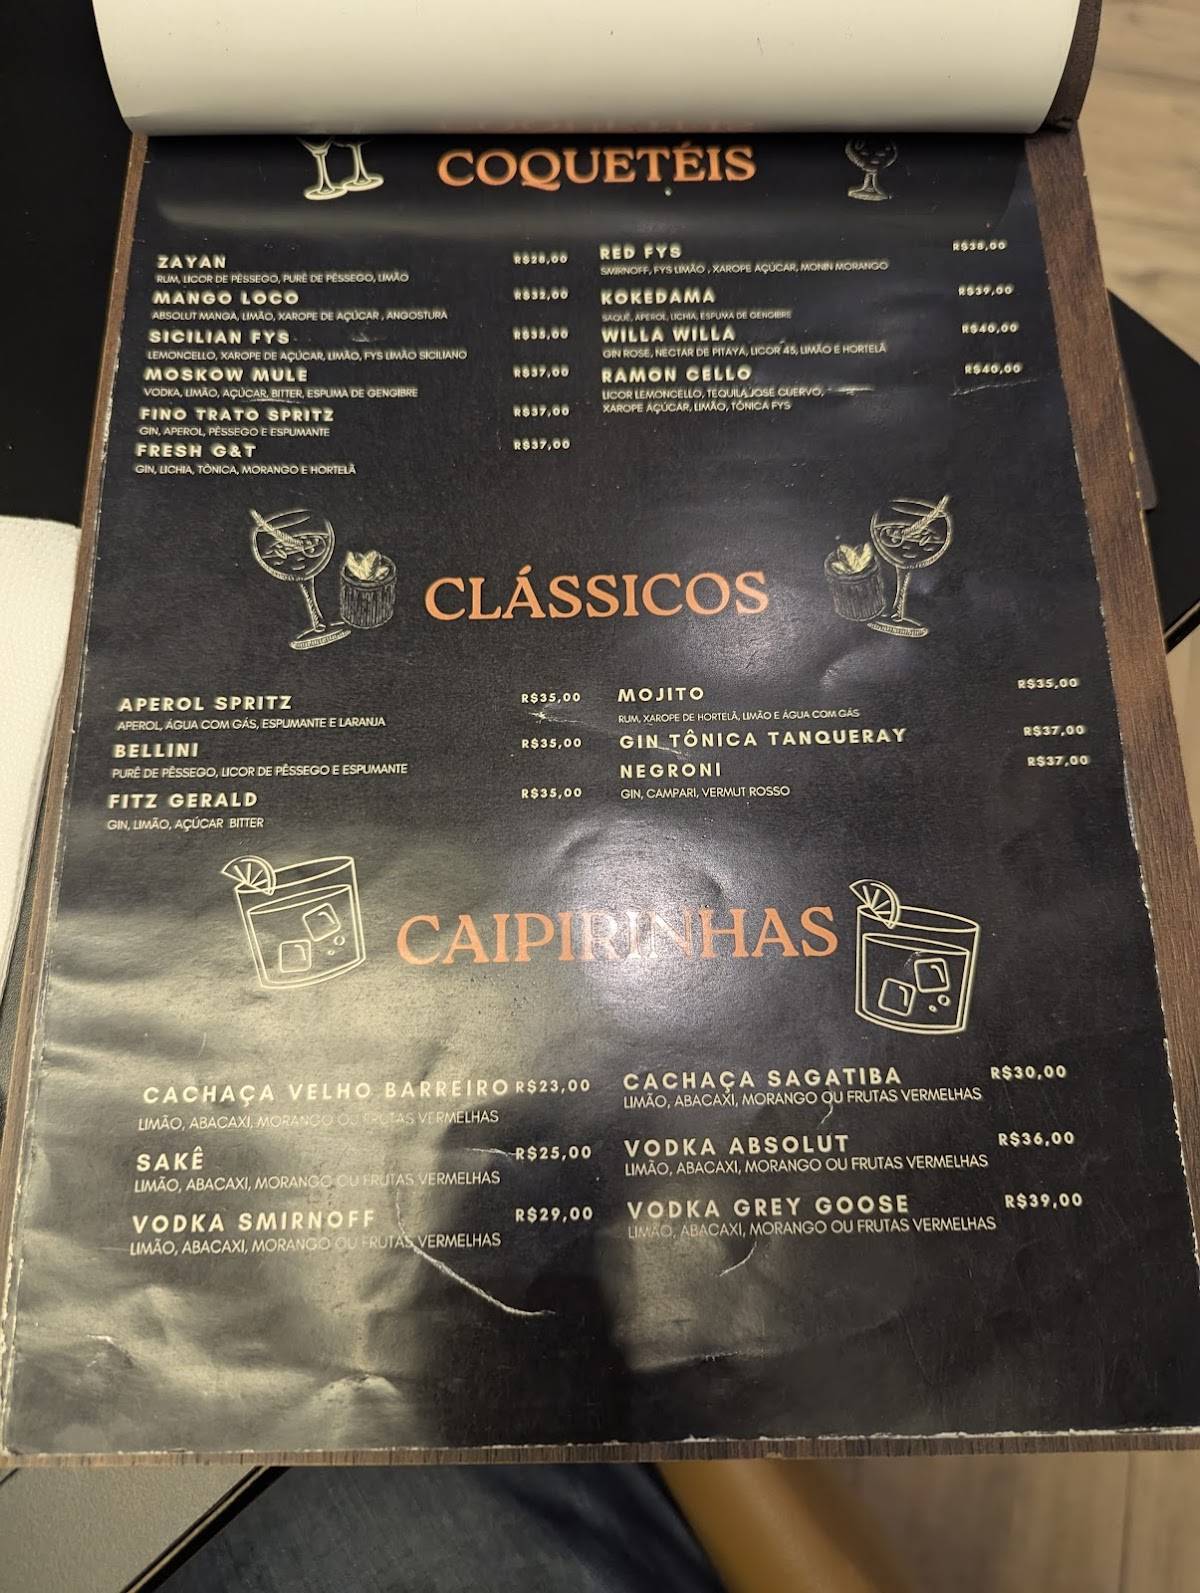 COQUETÉIS
ZAYAN R$28,00
RUM, LICOR DE PÊSSEGO, PURÊ DE PÊSSEGO, LIMÃO
MANGO LOCO R$32,00
ABSOLUT MANGA, LIMÃO, XAROPE DE AÇÚCAR , ANGOSTURA
SICILIAN FYS R$35,00
LEMONCELLO, XAROPE DE AÇÚCAR, LIMÃO, FYS LIMÃO SICILIANO
MOSKOW MULE R$37,00
VODKA, LIMÃO, AÇÚCAR, BITTER, ESPUMA DE GENGIBRE
FINO TRATO SPRITZ R$37,00
GIN, APEROL, PÊSSEGO E ESPUMANTE
FRESH G&T R$37,00
GIN, LICHIA, TÔNICA, MORANGO E HORTELÃ
RED FYS R$38,00
SMIRNOFF, FYS LIMÃO , XAROPE AÇÚCAR, MONIN MORANGO
KOKEDAMA R$39,00
SAQUÊ, APEROL, LICHIA, ESPUMA DE GENGIBRE
WILLA WILLA R$40,00
GIN ROSE, NECTAR DE PITAYA, LICOR 45, LIMÃO E HORTELÃ
RAMON CELLO R$40,00
LICOR LEMONCELLO, TEQUILA JOSE CUERVO,
XAROPE AÇÚCAR, LIMÃO, TÔNICA FYS
CLÁSSICOS
APEROL SPRITZ R$35,00
APEROL, ÁGUA COM GÁS, ESPUMANTE E LARANJA
BELLINI R$35,00
PURÊ DE PÊSSEGO, LICOR DE PÊSSEGO E ESPUMANTE
FITZ GERALD R$35,00
GIN, LIMÃO, AÇÚCAR BITTER
MOJITO R$35,00
RUM, XAROPE DE HORTELÃ, LIMÃO E ÁGUA COM GÁS
GIN TÔNICA TANQUERAY R$37,00
NEGRONI R$37,00
GIN, CAMPARI, VERMUT ROSSO
CAIPIRINHAS
CACHAÇA VELHO BARREIRO R$23,00
LIMÃO, ABACAXI, MORANGO OU FRUTAS VERMELHAS
SAKÊ R$25,00
LIMÃO, ABACAXI, MORANGO OU FRUTAS VERMELHAS
VODKA SMIRNOFF R$29,00
LIMÃO, ABACAXI, MORANGO OU FRUTAS VERMELHAS
CACHAÇA SAGATIBA R$30,00
LIMÃO, ABACAXI, MORANGO OU FRUTAS VERMELHAS
VODKA ABSOLUT R$36,00
LIMÃO, ABACAXI, MORANGO OU FRUTAS VERMELHAS
VODKA GREY GOOSE R$39,00
LIMÃO, ABACAXI, MORANGO OU FRUTAS VERMELHAS